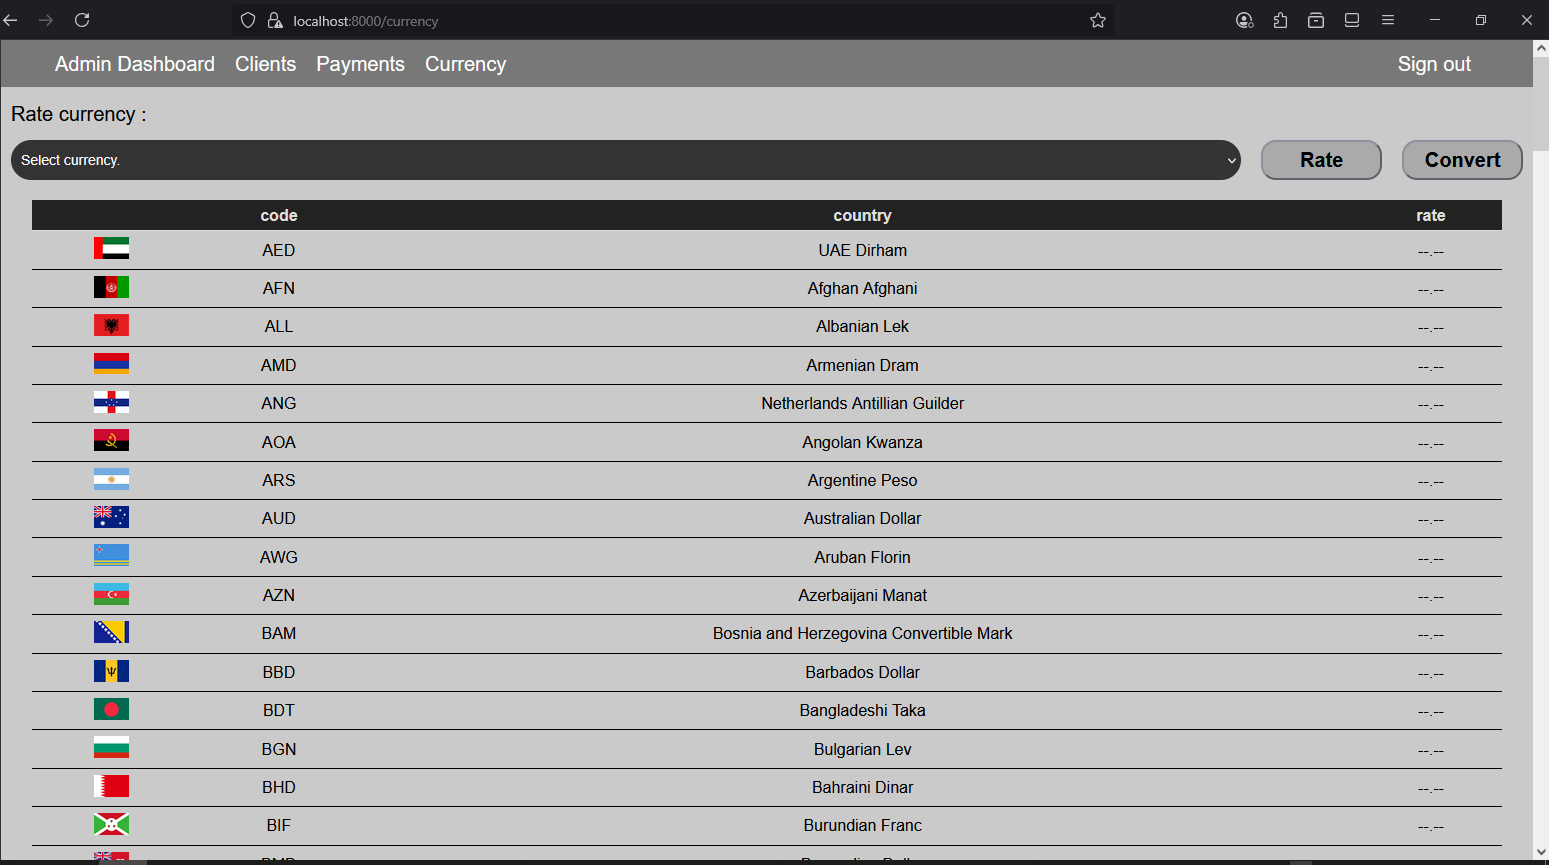 localhost:8000/currency
Admin Dashboard Clients Payments Currency Sign out
Rate currency :
Select currency. Rate Convert
code country rate
AED UAE Dirham --.--
AFN Afghan Afghani --.--
ALL Albanian Lek --.--
AMD Armenian Dram --.--
ANG Netherlands Antillian Guilder --.--
AOA Angolan Kwanza --.--
ARS Argentine Peso --.--
AUD Australian Dollar --.--
AWG Aruban Florin --.--
AZN Azerbaijani Manat --.--
BAM Bosnia and Herzegovina Convertible Mark --.--
BBD Barbados Dollar --.--
BDT Bangladeshi Taka --.--
BGN Bulgarian Lev --.--
BHD Bahraini Dinar --.--
BIF Burundian Franc --.--